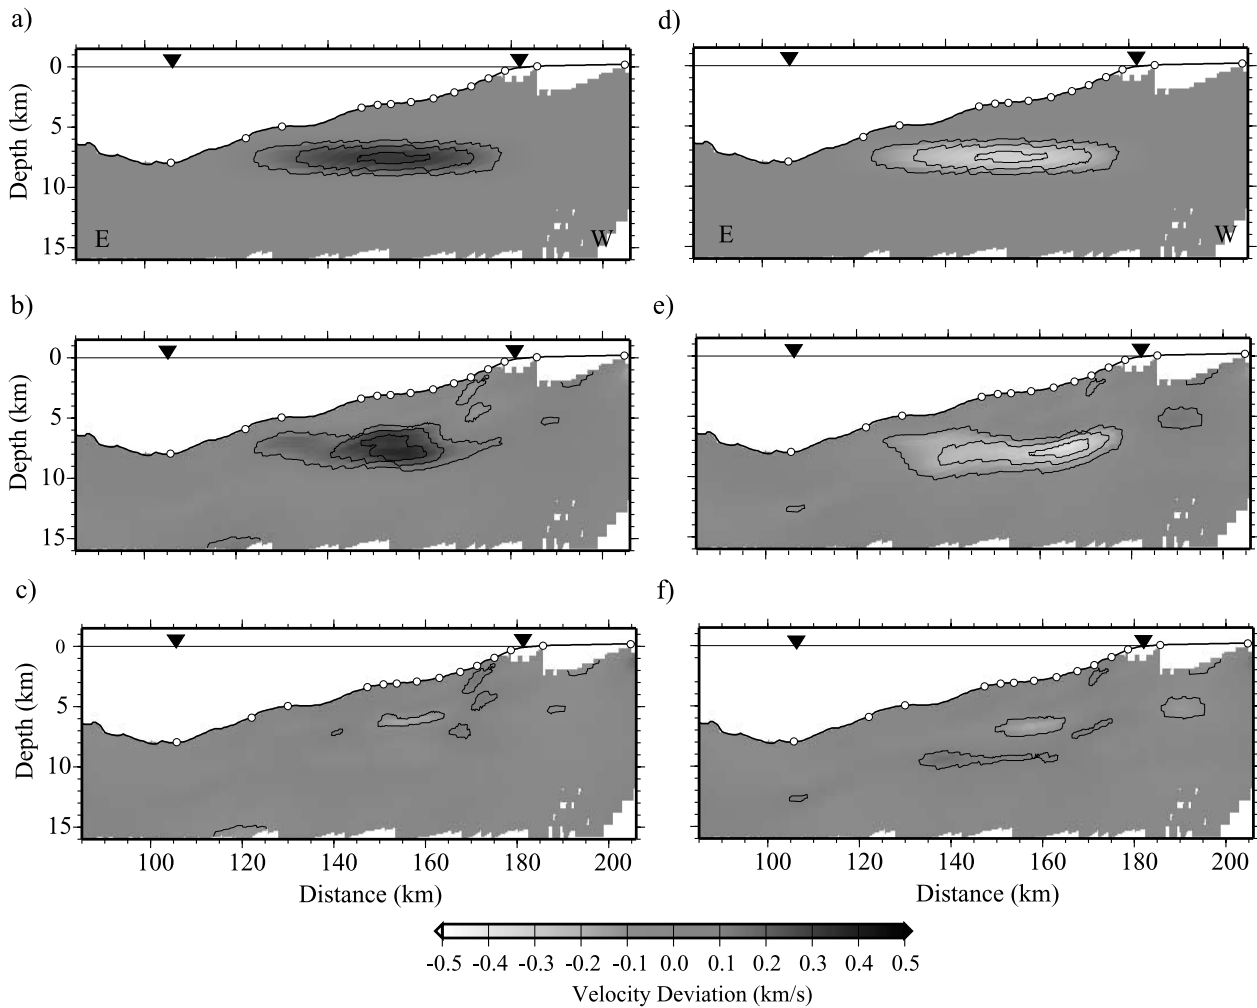 a)
d)
0
5
10
15
Depth (km)
E
W
E
W
b)
e)
0
5
10
15
Depth (km)
c)
f)
0
5
10
15
Depth (km)
100 120 140 160 180 200
100 120 140 160 180 200
Distance (km)
Distance (km)
-0.5 -0.4 -0.3 -0.2 -0.1 0.0 0.1 0.2 0.3 0.4 0.5
Velocity Deviation (km/s)